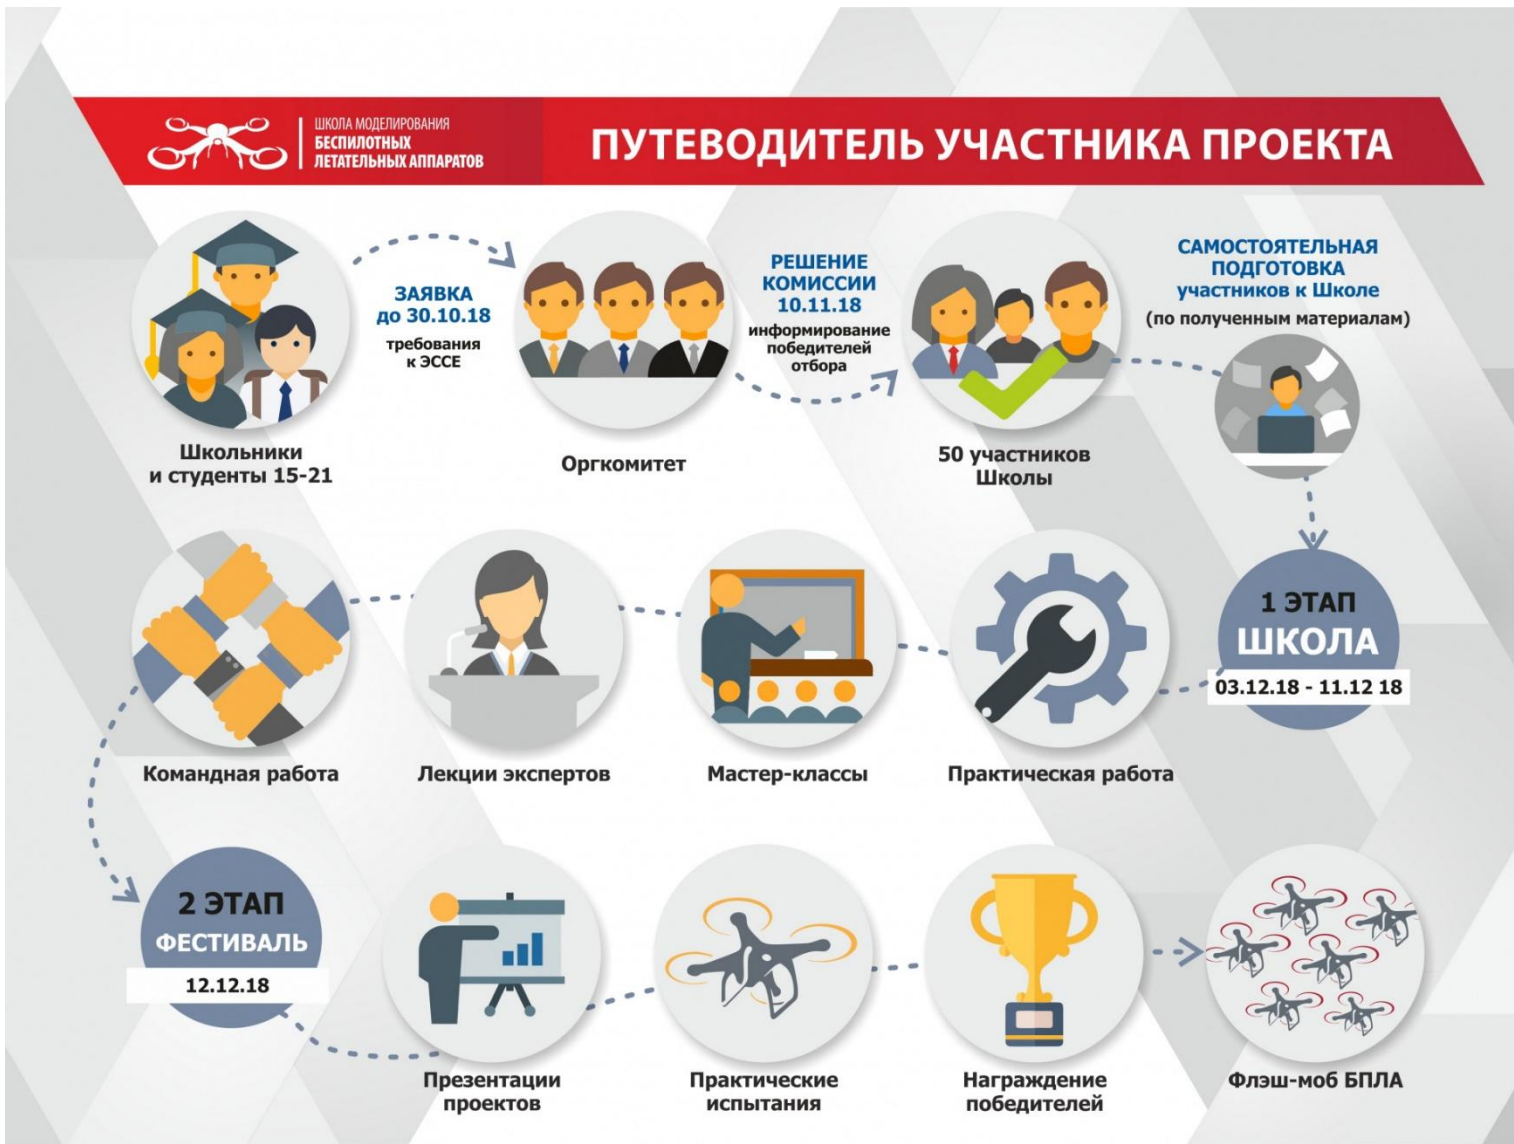 ШКОЛА МОДЕЛИРОВАНИЯ
БЕСПИЛОТНЫХ
ЛЕТАТЕЛЬНЫХ АППАРАТОВ
ПУТЕВОДИТЕЛЬ УЧАСТНИКА ПРОЕКТА
Школьники
и студенты 15-21
ЗАЯВКА
до 30.10.18
требования
к ЭССЕ
Оргкомитет
РЕШЕНИЕ
КОМИССИИ
10.11.18
информирование
победителей
отбора
50 участников
Школы
САМОСТОЯТЕЛЬНАЯ
ПОДГОТОВКА
участников к Школе
(по полученным материалам)
1 ЭТАП
ШКОЛА
03.12.18 - 11.12 18
Практическая работа
Мастер-классы
Лекции экспертов
Командная работа
2 ЭТАП
ФЕСТИВАЛЬ
12.12.18
Презентации
проектов
Практические
испытания
Награждение
победителей
Флэш-моб БПЛА